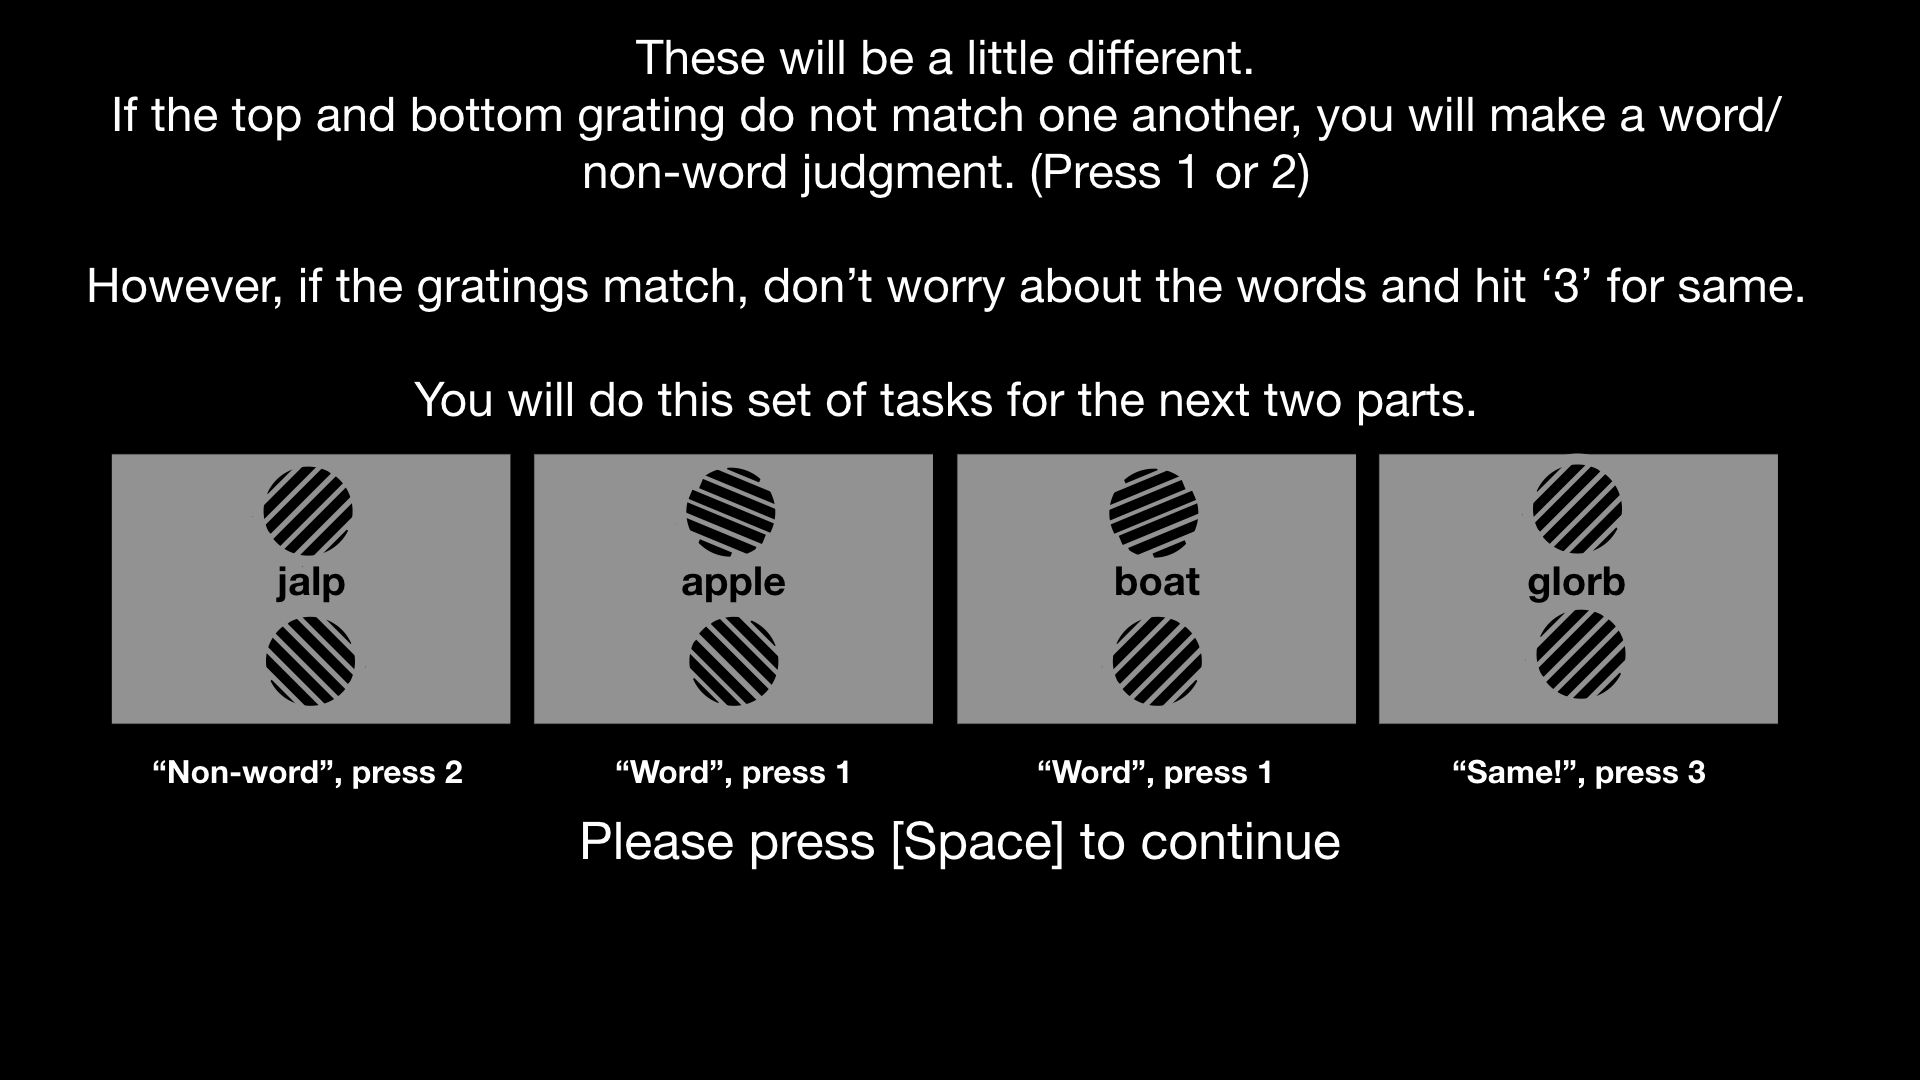 These will be a little different.
If the top and bottom grating do not match one another, you will make a word/
non-word judgment. (Press 1 or 2)
However, if the gratings match, don’t worry about the words and hit ‘3’ for same.
You will do this set of tasks for the next two parts.
jalp apple boat glorb
“Non-word”, press 2 “Word”, press 1 “Word”, press 1 “Same!”, press 3
Please press [Space] to continue